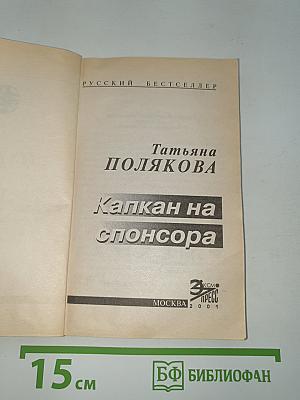 РУССКИЙ БЕСТСЕЛЛЕР
Татьяна
ПОЛЯКОВА
Капкан на
спонсора
ЭКСМО
ПРЕСС
МОСКВА
2001
15 см
БФ БИБЛИОФАН